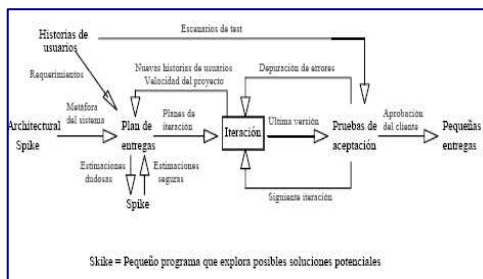 Escenarios de test
Historias de
usuarios
Nuevas historias de usuarios
Velocidad del proyecto
Depuración de errores
Requerimientos
Metáfora
del sistema
Planes de
iteración
Última versión
Aprobación
del cliente
Architectural
Spike
Plan de
entregas
Iteración
Pruebas de
aceptación
Pequeñas
entregas
Estimaciones
dudosas
Estimaciones
seguras
Spike
Siguiente iteración
Skike = Pequeño programa que explora posibles soluciones potenciales